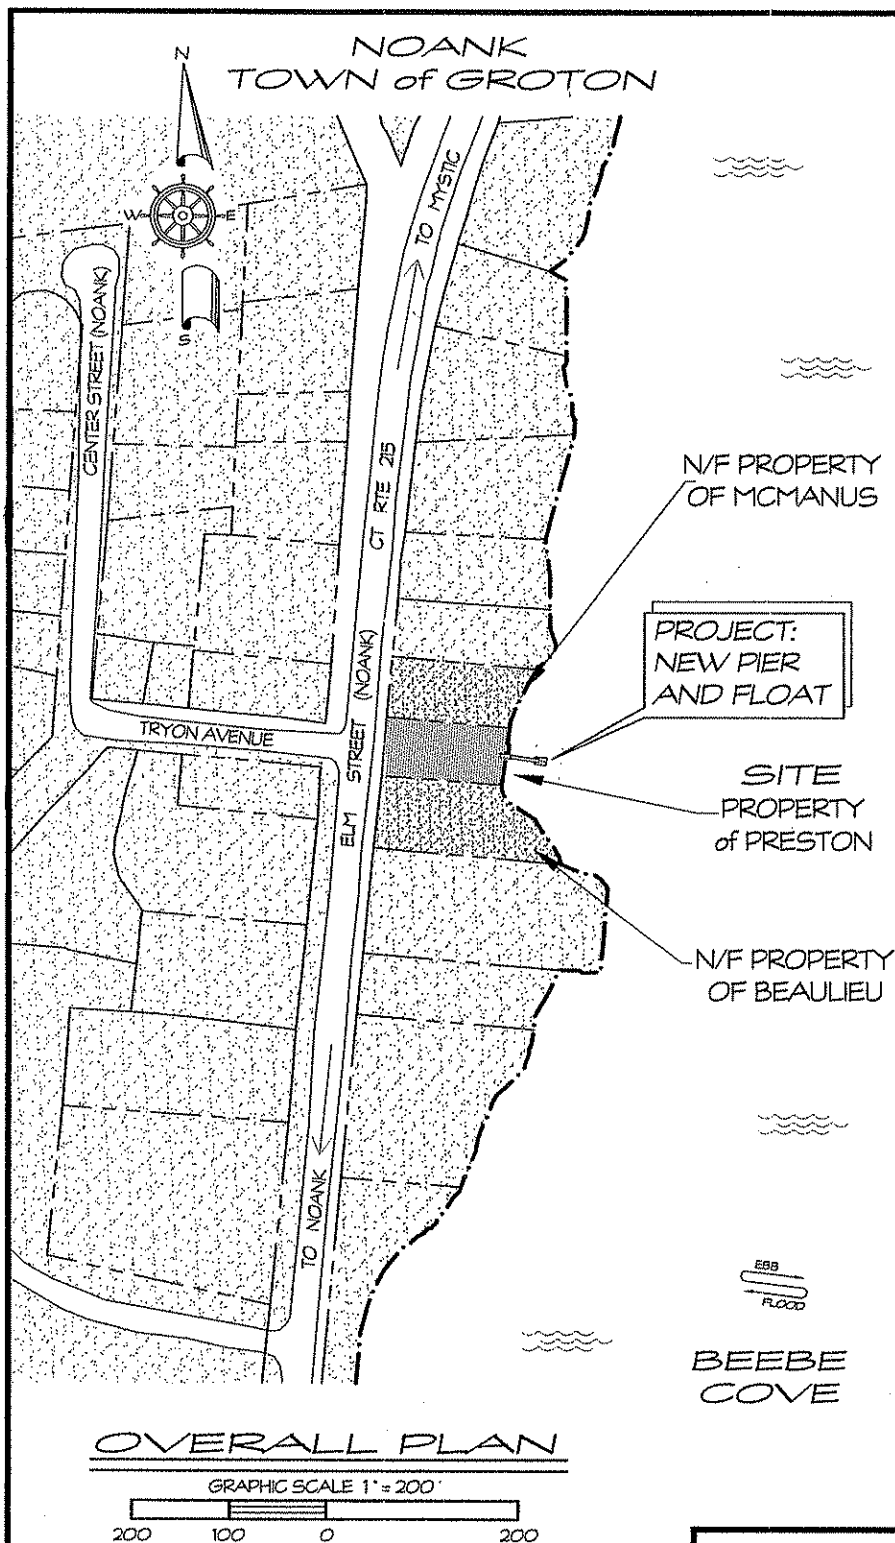 NOANK
TOWN of GROTON
N
W
E
S
TO MYSTIC
CENTER STREET (NOANK)
CT RTE 215
N/F PROPERTY
OF MCMANUS
PROJECT:
NEW PIER
AND FLOAT
TRYON AVENUE
ELM STREET (NOANK)
SITE
PROPERTY
of PRESTON
N/F PROPERTY
OF BEAULIEU
TO NOANK
EBB
FLOOD
BEEBE
COVE
OVERALL PLAN
GRAPHIC SCALE 1" = 200'
200 100 0 200